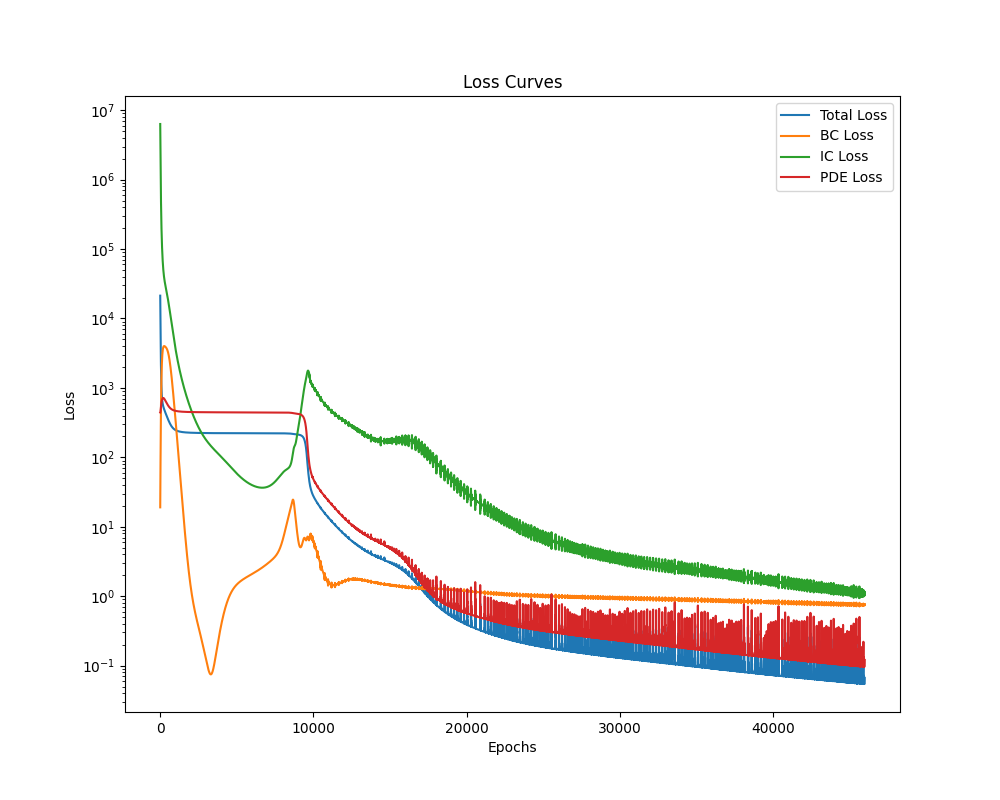 Loss Curves
10⁷
10⁶
10⁵
10⁴
10³
10²
10¹
10⁰
10⁻¹
Loss
0
10000
20000
30000
40000
Epochs
Total Loss
BC Loss
IC Loss
PDE Loss